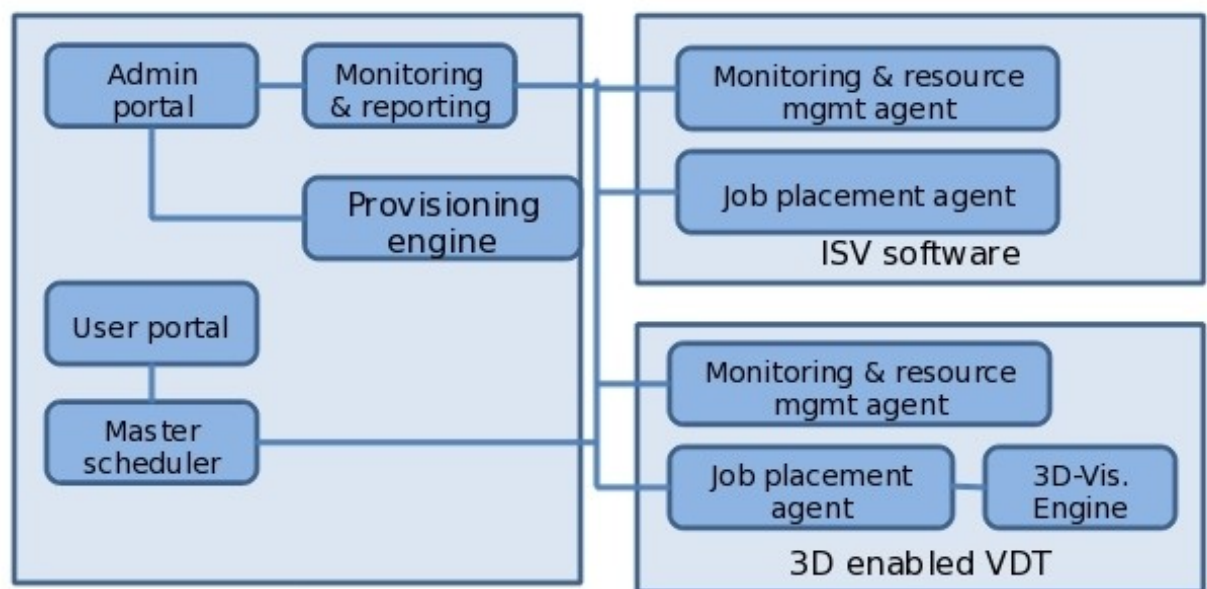 Admin
portal
Monitoring
& reporting
Provisioning
engine
User portal
Master
scheduler
Monitoring & resource
mgmt agent
Job placement agent
ISV software
Monitoring & resource
mgmt agent
Job placement
agent
3D-Vis.
Engine
3D enabled VDT